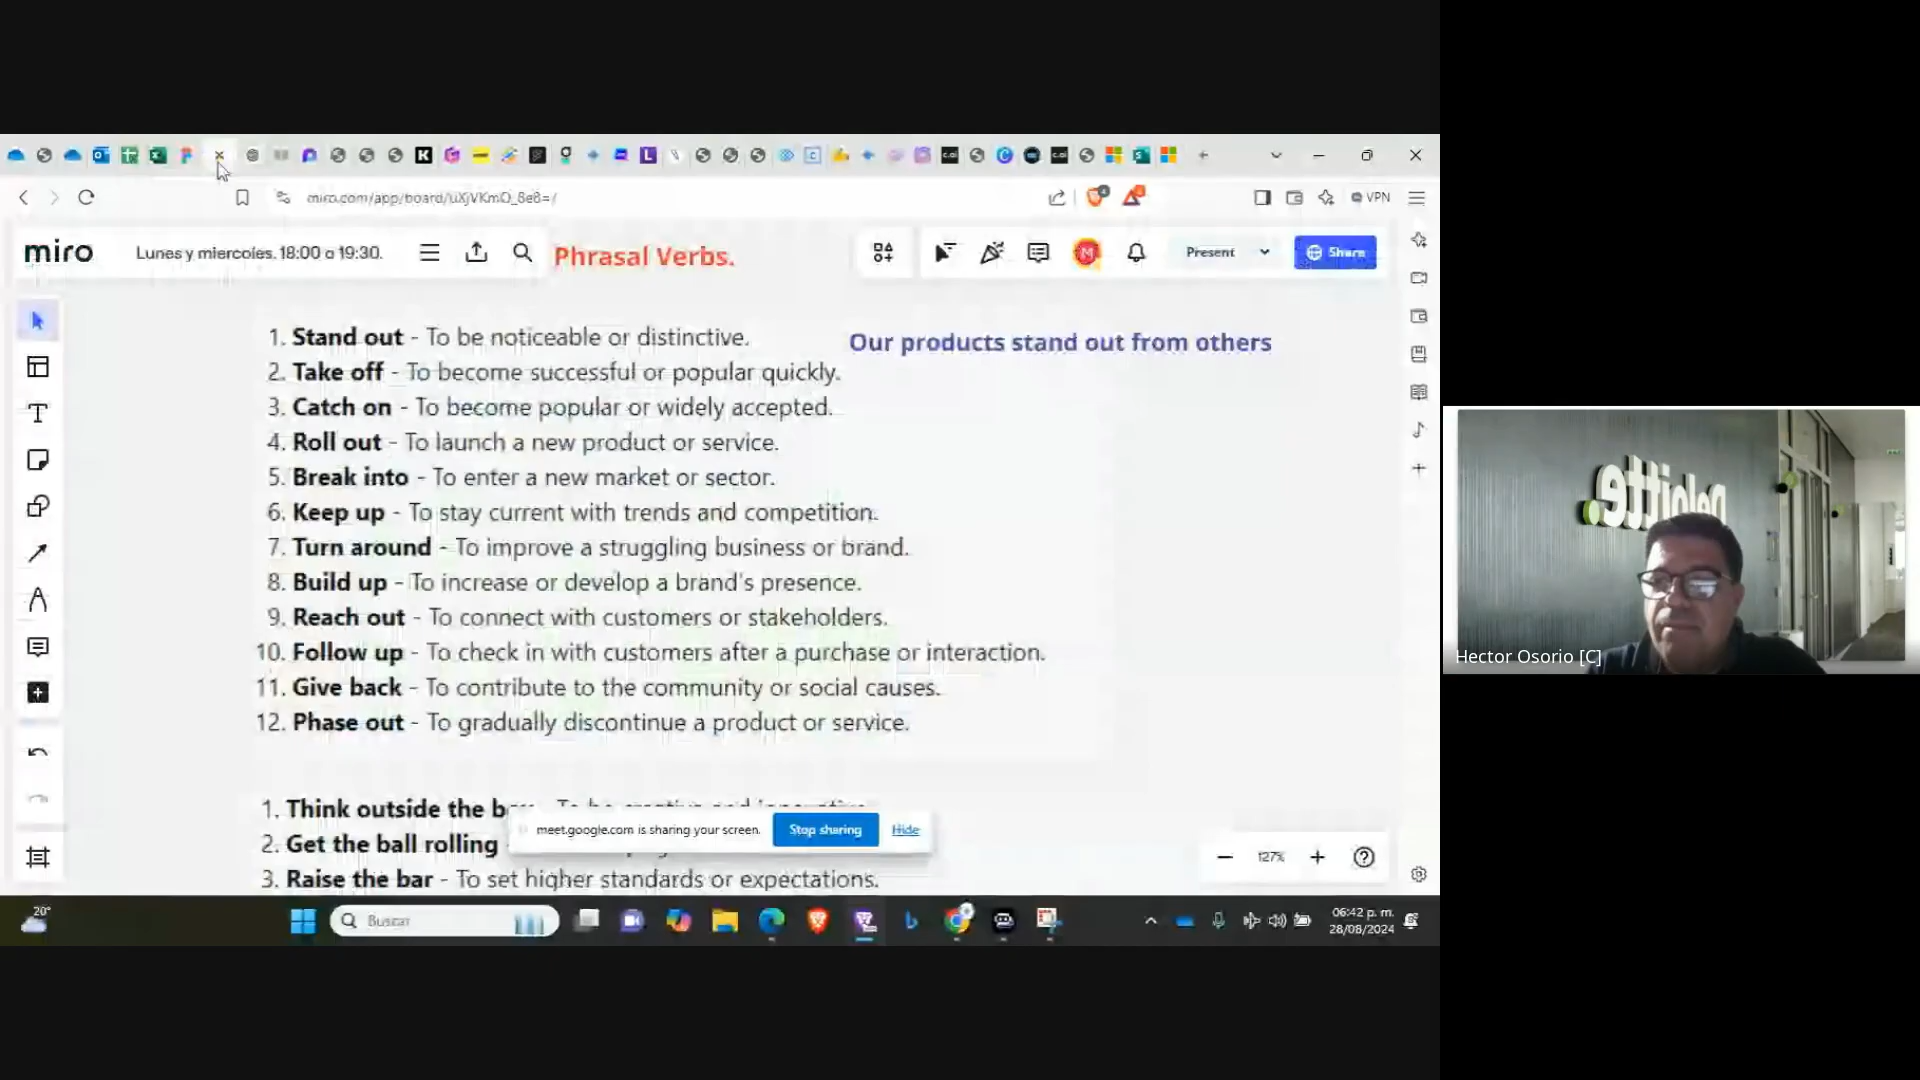 miro.com/app/board/uXjVKmO_8e8=/
VPN
miro
Lunes y miercoles. 18:00 a 19:30.
Phrasal Verbs.
Present
Share
1. Stand out - To be noticeable or distinctive.
Our products stand out from others
2. Take off - To become successful or popular quickly.
3. Catch on - To become popular or widely accepted.
4. Roll out - To launch a new product or service.
5. Break into - To enter a new market or sector.
6. Keep up - To stay current with trends and competition.
7. Turn around - To improve a struggling business or brand.
8. Build up - To increase or develop a brand's presence.
9. Reach out - To connect with customers or stakeholders.
10. Follow up - To check in with customers after a purchase or interaction.
11. Give back - To contribute to the community or social causes.
12. Phase out - To gradually discontinue a product or service.
1. Think outside the
meet.google.com is sharing your screen.
Stop sharing
Hide
2. Get the ball rolling
127%
3. Raise the bar - To set higher standards or expectations.
20°
Buscar
06:42 p. m.
28/08/2024
Deloitte.
Hector Osorio [C]